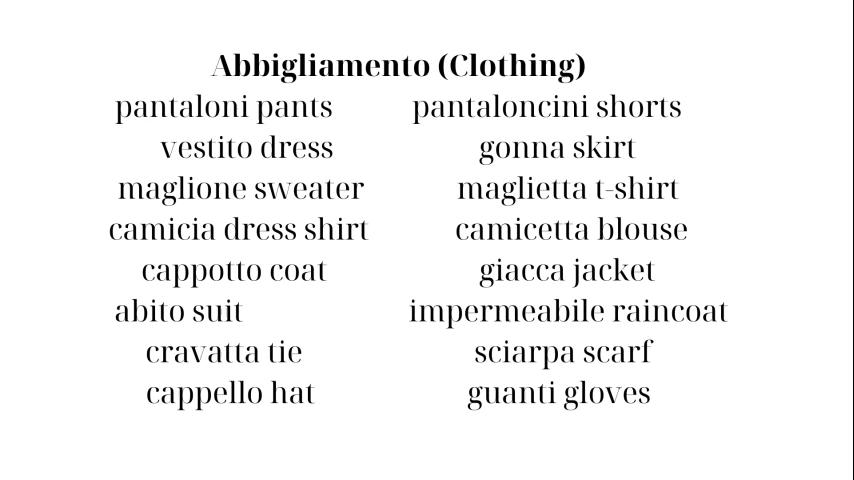 Abbigliamento (Clothing)
pantaloni pants pantaloncini shorts
vestito dress gonna skirt
maglione sweater maglietta t-shirt
camicia dress shirt camicetta blouse
cappotto coat giacca jacket
abito suit impermeabile raincoat
cravatta tie sciarpa scarf
cappello hat guanti gloves